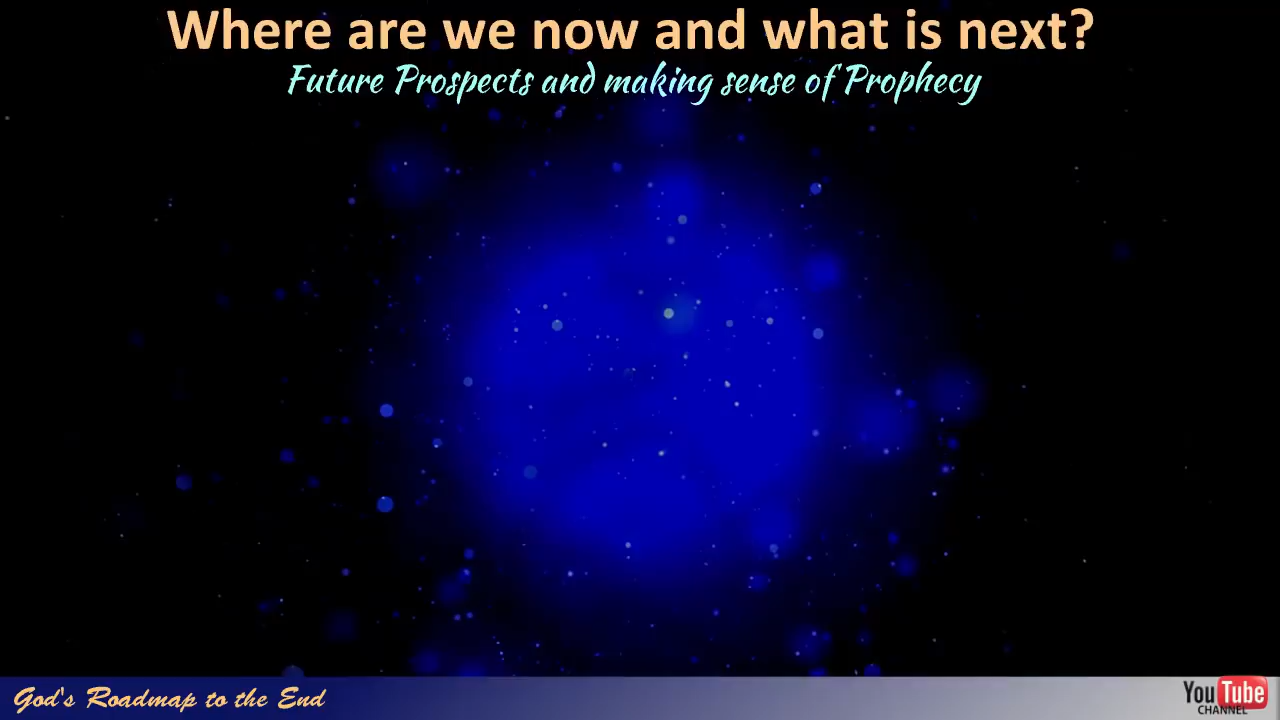 Where are we now and what is next?
Future Prospects and making sense of Prophecy
God's Roadmap to the End
YouTube
CHANNEL